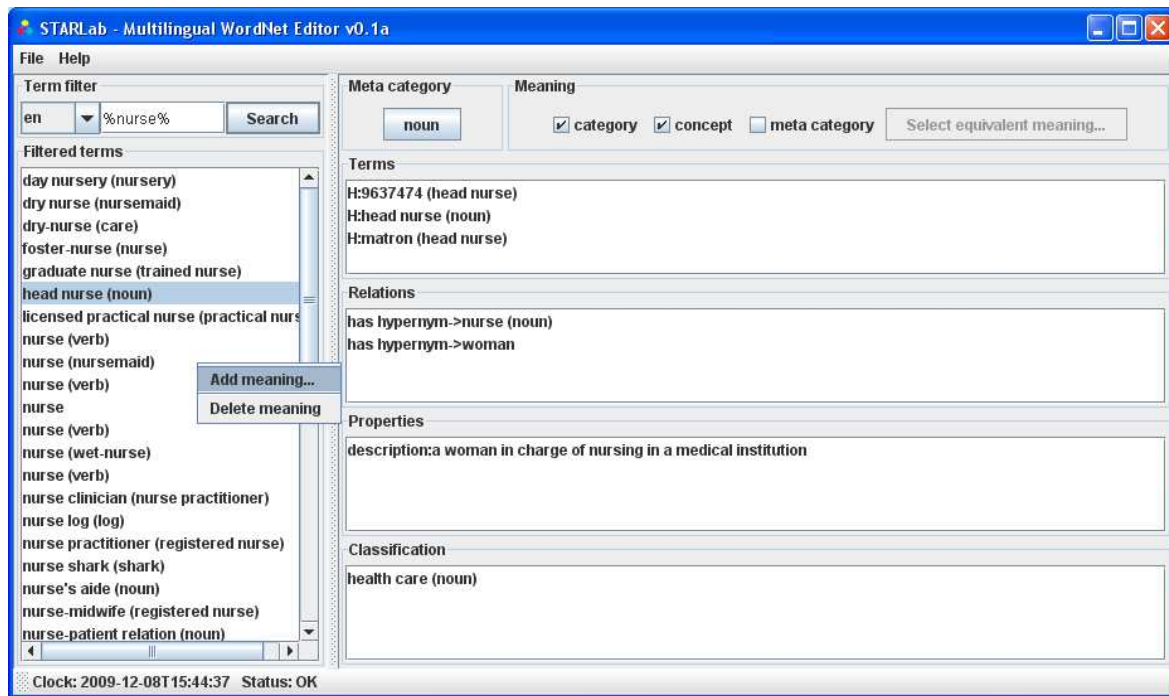 STARLab - Multilingual WordNet Editor v0.1a
File Help
Term filter
en %nurse% Search
Filtered terms
day nursery (nursery)
dry nurse (nursemaid)
dry-nurse (care)
foster-nurse (nurse)
graduate nurse (trained nurse)
head nurse (noun)
licensed practical nurse (practical nurs
nurse (verb)
nurse (nursemaid)
nurse (verb)
nurse
nurse (verb)
nurse (wet-nurse)
nurse (verb)
nurse clinician (nurse practitioner)
nurse log (log)
nurse practitioner (registered nurse)
nurse shark (shark)
nurse's aide (noun)
nurse-midwife (registered nurse)
nurse-patient relation (noun)
Add meaning...
Delete meaning
Meta category
noun
Meaning
category concept meta category Select equivalent meaning...
Terms
H:9637474 (head nurse)
H:head nurse (noun)
H:matron (head nurse)
Relations
has hypernym->nurse (noun)
has hypernym->woman
Properties
description:a woman in charge of nursing in a medical institution
Classification
health care (noun)
Clock: 2009-12-08T15:44:37 Status: OK